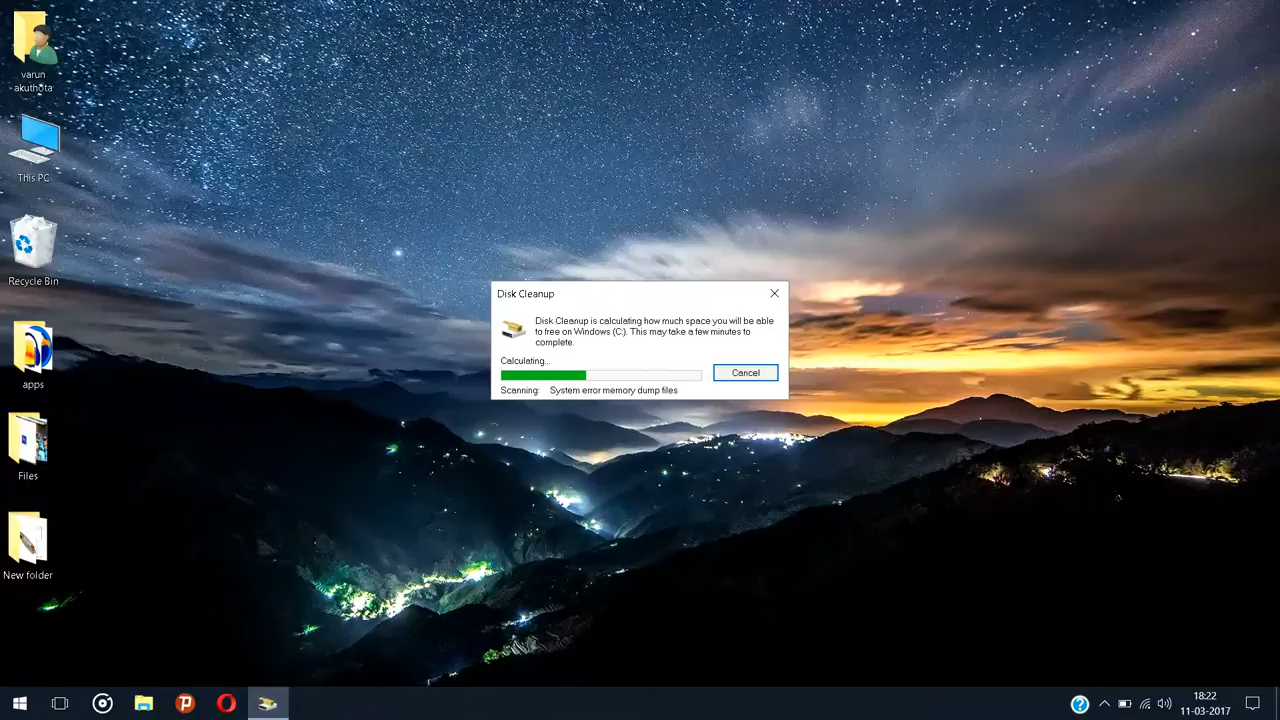 varun
akuthota
This PC
Recycle Bin
apps
Files
New folder
Disk Cleanup
Disk Cleanup is calculating how much space you will be able
to free on Windows (C:). This may take a few minutes to
complete.
Calculating...
Cancel
Scanning: System error memory dump files
18:22
11-03-2017